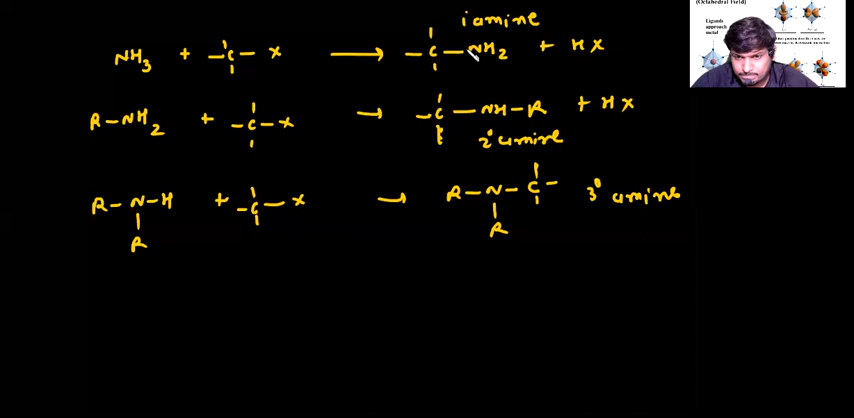 (Octahedral Field)
Ligands
approach
metal
1 amine
NH3 + -C- X → -C-NH2 + HX
R-NH2 + -C-X → -C-NH-R + HX
2° amine
R-N-H + -C-X → R-N-C- 3° amine
R R